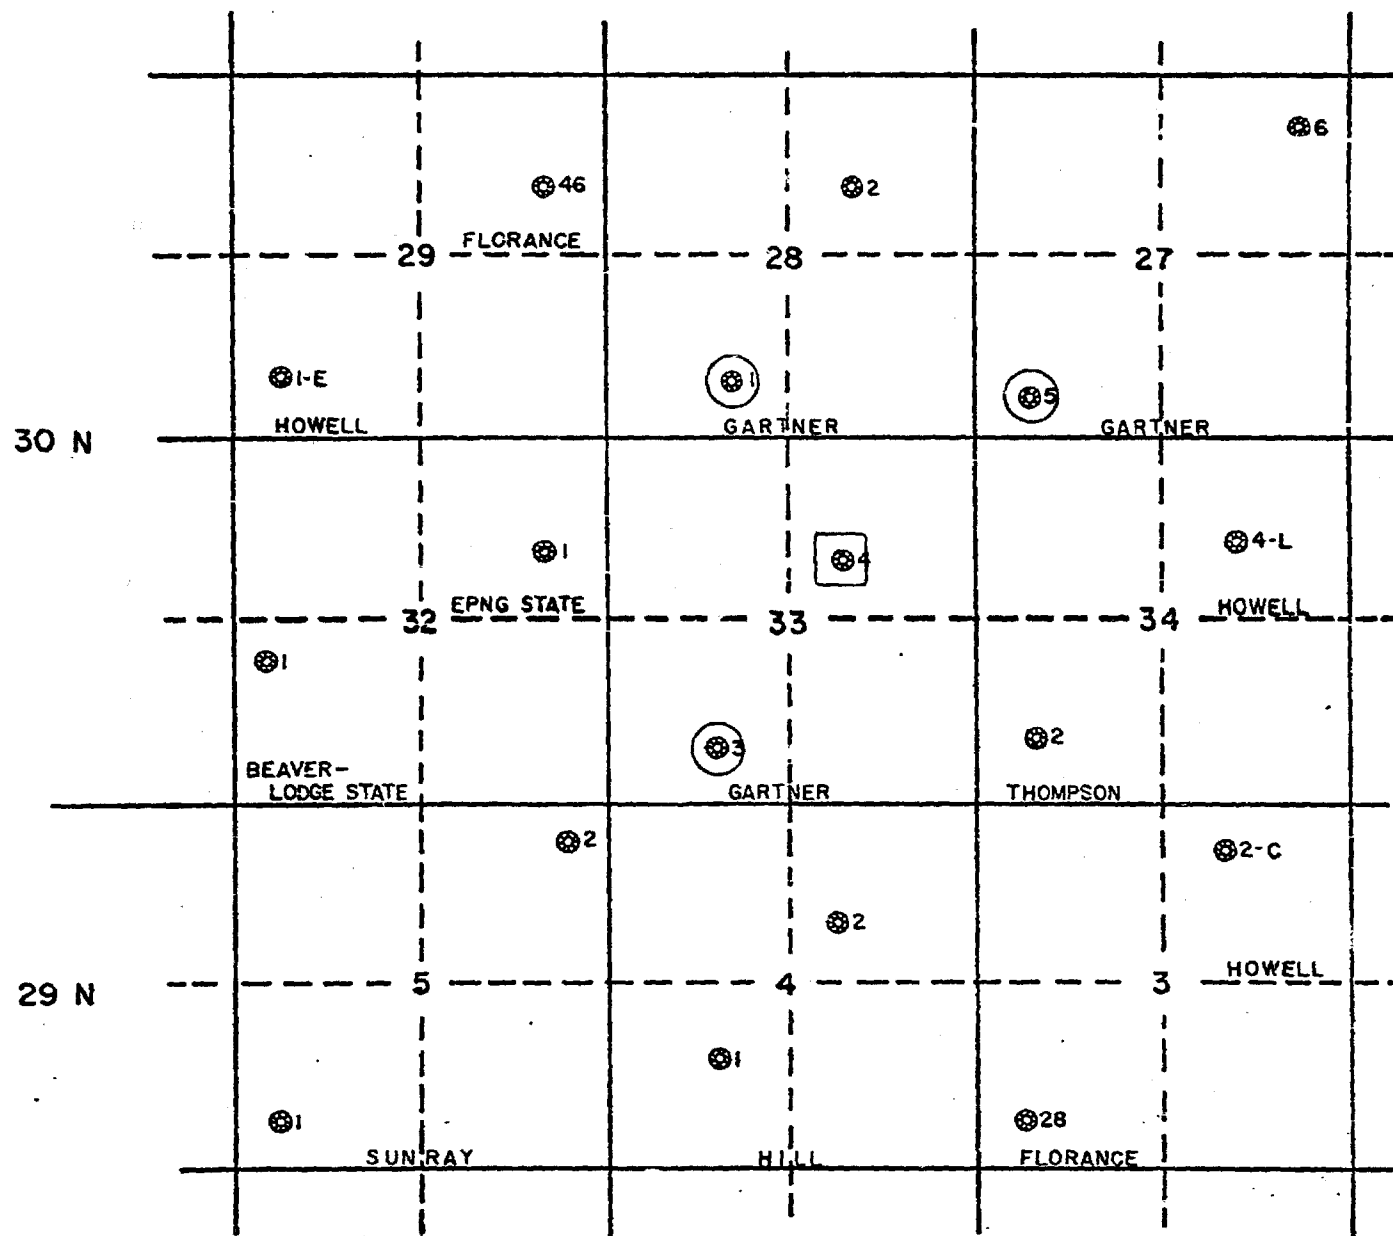 6
46
2
FLORANCE
29
28
27
1-E
1
5
HOWELL
GARTNER
GARTNER
30 N
1
4
4-L
EPNG STATE
HOWELL
32
33
34
1
3
2
BEAVER-
LODGE STATE
GARTNER
THOMPSON
2
2-C
2
HOWELL
29 N
5
4
3
1
1
28
SUNRAY
HILL
FLORANCE